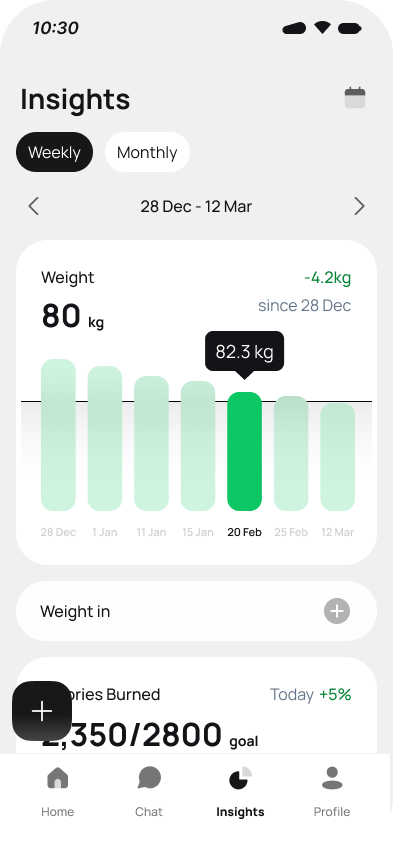 10:30
Insights
Weekly Monthly
28 Dec - 12 Mar
Weight -4.2kg
80 kg since 28 Dec
82.3 kg
28 Dec 1 Jan 11 Jan 15 Jan 20 Feb 25 Feb 12 Mar
Weight in
ories Burned Today +5%
2,350/2800 goal
Home Chat Insights Profile